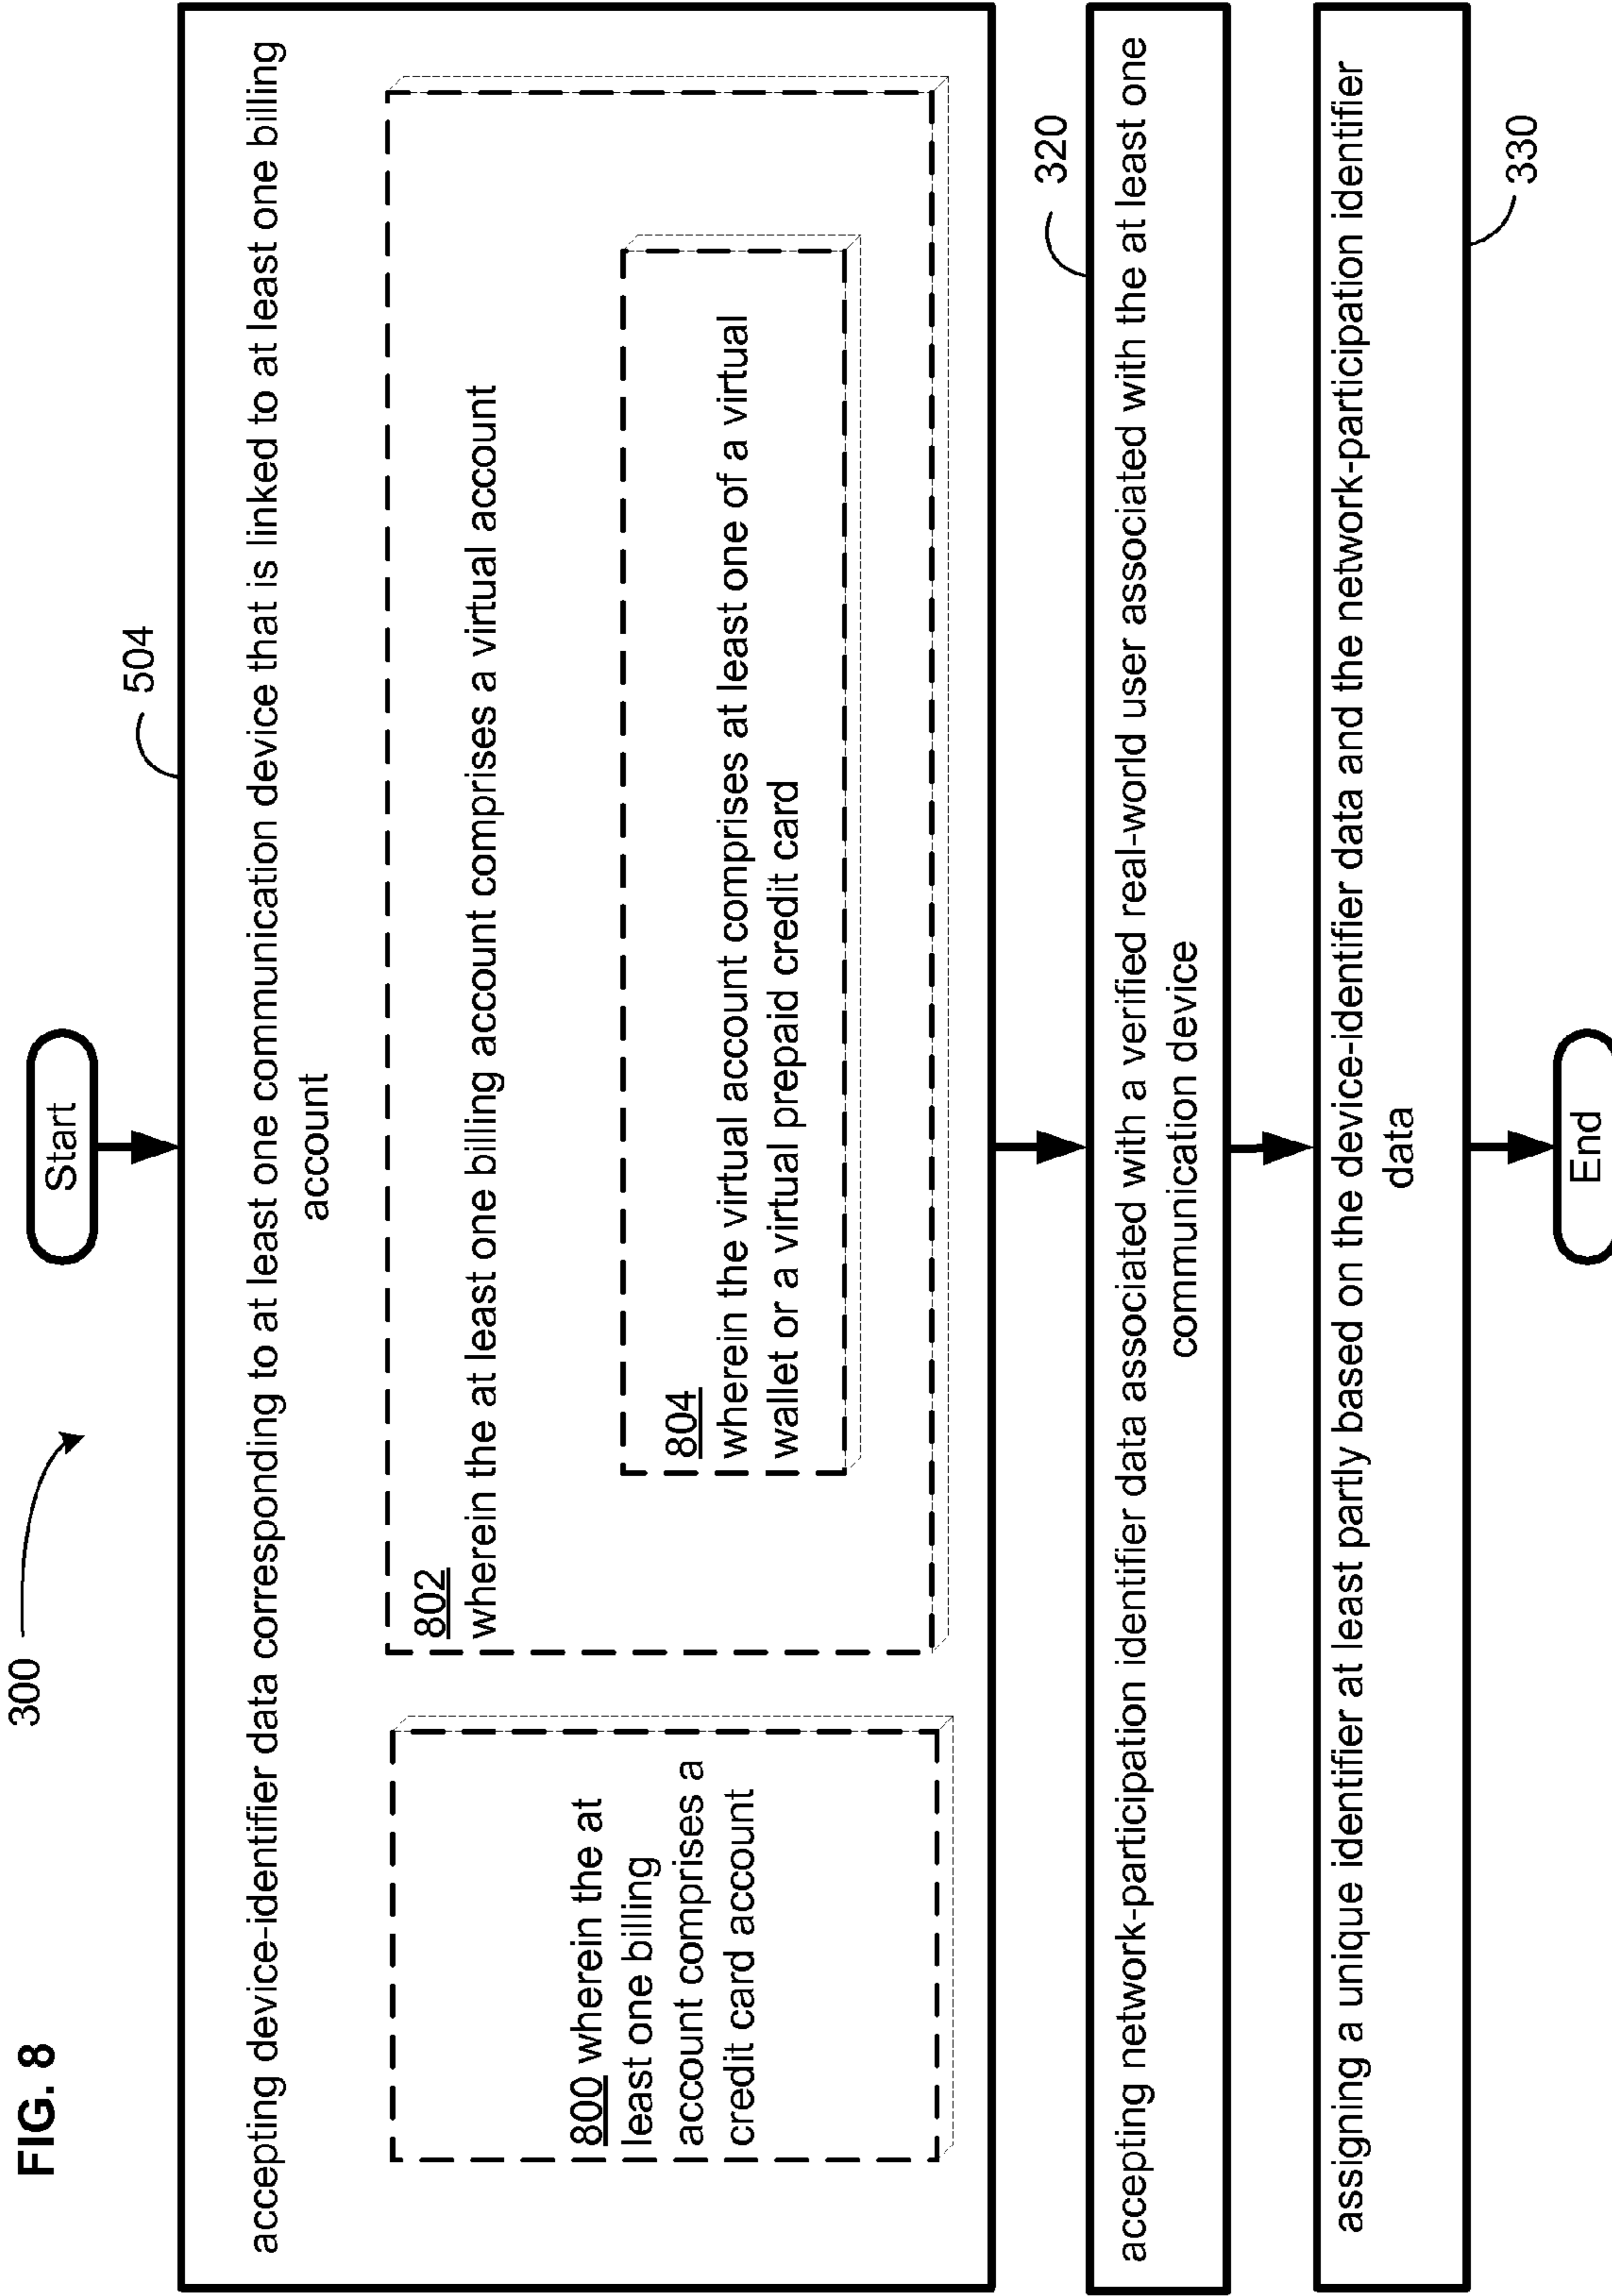 FIG. 8
300
Start
504
accepting device-identifier data corresponding to at least one communication device that is linked to at least one billing
account
800 wherein the at
least one billing
account comprises a
credit card account
802
wherein the at least one billing account comprises a virtual account
804
wherein the virtual account comprises at least one of a virtual
wallet or a virtual prepaid credit card
320
accepting network-participation identifier data associated with a verified real-world user associated with the at least one
communication device
330
assigning a unique identifier at least partly based on the device-identifier data and the network-participation identifier
data
End